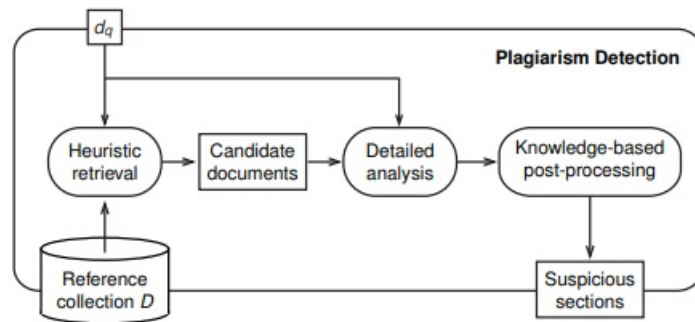 d_q
Plagiarism Detection
Heuristic
retrieval
Candidate
documents
Detailed
analysis
Knowledge-based
post-processing
Reference
collection D
Suspicious
sections